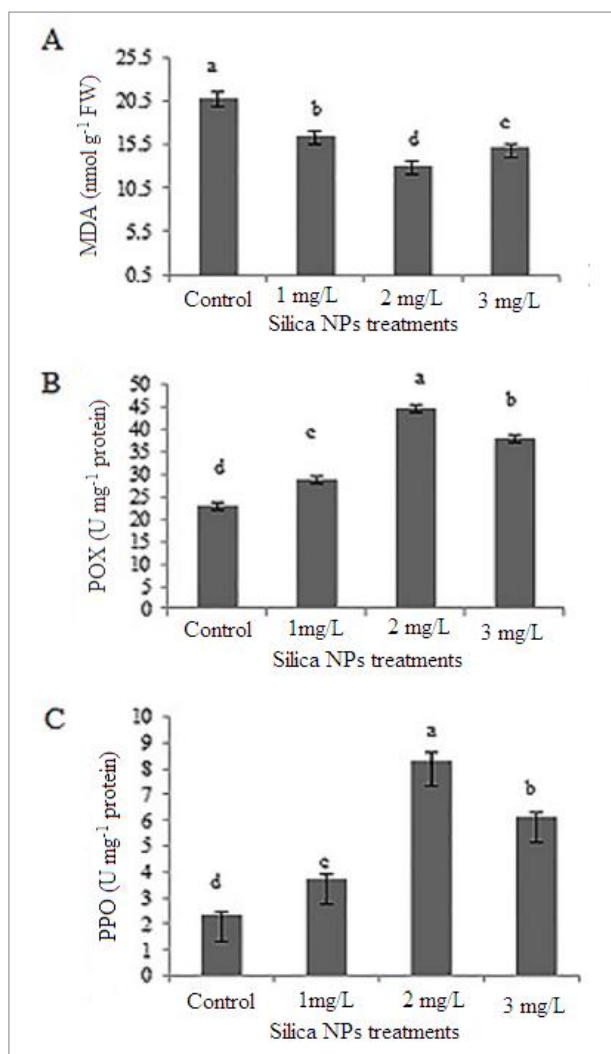 A
MDA (nmol g⁻¹ FW)
25.5
20.5
15.5
10.5
5.5
0.5
a
b
d
c
Control 1 mg/L 2 mg/L 3 mg/L
Silica NPs treatments
B
POX (U mg⁻¹ protein)
50
45
40
35
30
25
20
15
10
5
0
d
c
a
b
Control 1mg/L 2 mg/L 3 mg/L
Silica NPs treatments
C
PPO (U mg⁻¹ protein)
10
9
8
7
6
5
4
3
2
1
0
d
c
a
b
Control 1mg/L 2 mg/L 3 mg/L
Silica NPs treatments